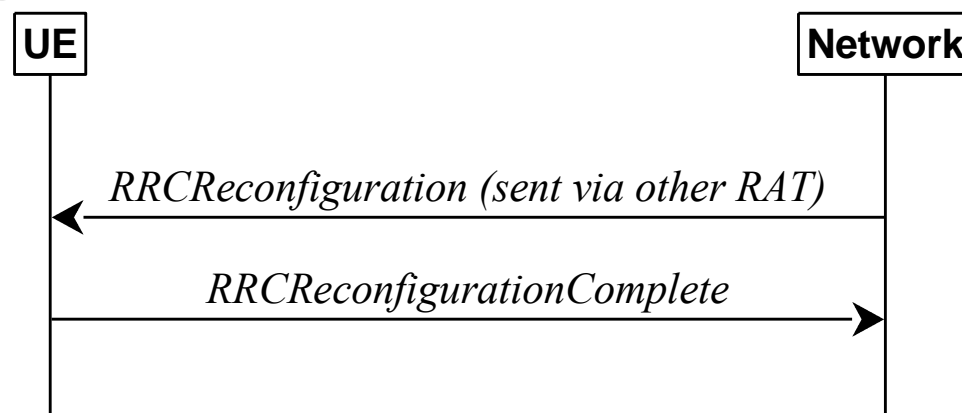 UE
Network
RRCReconfiguration (sent via other RAT)
RRCReconfigurationComplete